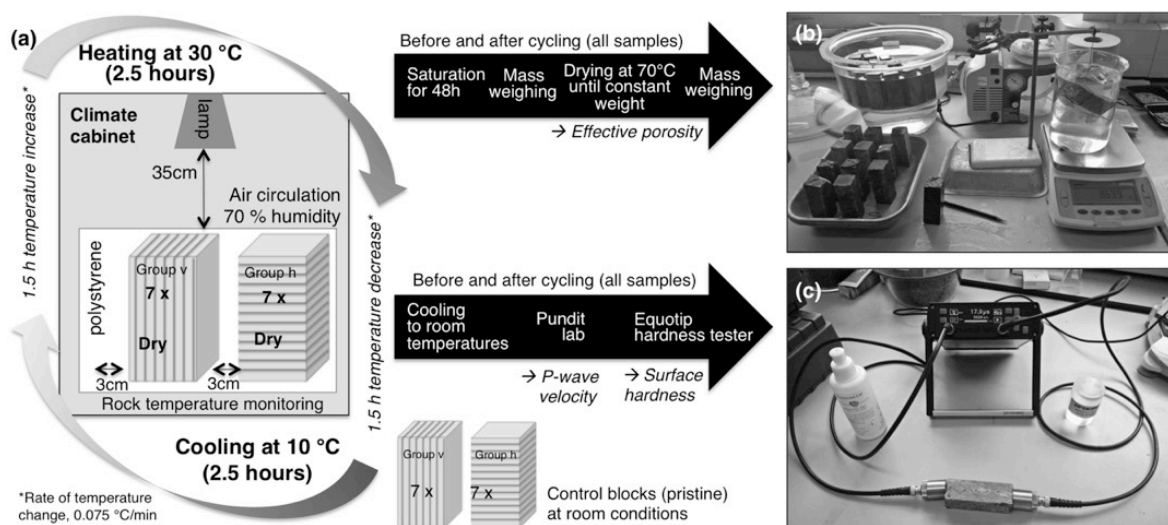 (a)
Heating at 30 °C
(2.5 hours)
1.5 h temperature increase*
Climate
cabinet
lamp
35cm
Air circulation
70 % humidity
polystyrene
Group v
7 x
Dry
Group h
7 x
Dry
3cm
3cm
Rock temperature monitoring
1.5 h temperature decrease*
Cooling at 10 °C
(2.5 hours)
*Rate of temperature
change, 0.075 °C/min
Before and after cycling (all samples)
Saturation
for 48h
Mass
weighing
Drying at 70°C
until constant
weight
Mass
weighing
→ Effective porosity
Before and after cycling (all samples)
Cooling
to room
temperatures
Pundit
lab
Equotip
hardness tester
→ P-wave
velocity
→ Surface
hardness
Group v
7 x
Group h
7 x
Control blocks (pristine)
at room conditions
(b)
(c)